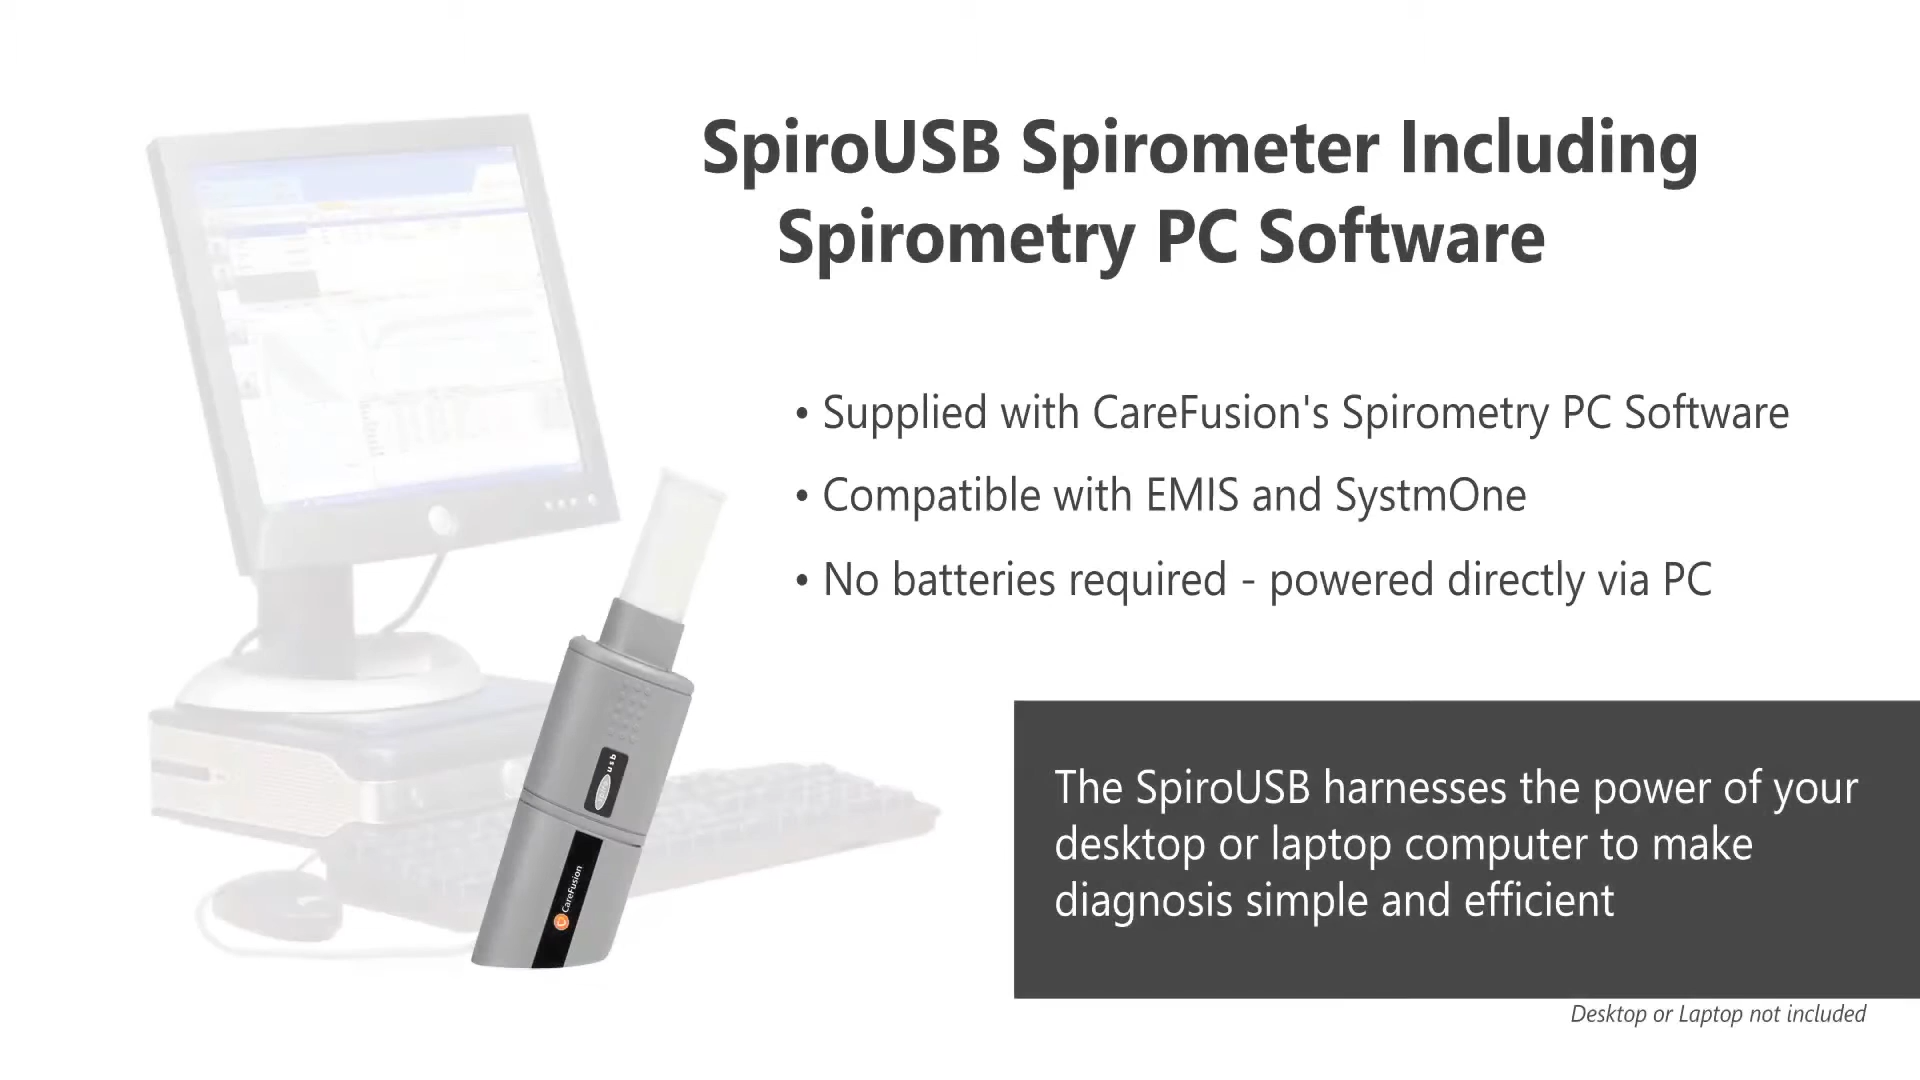 SpiroUSB Spirometer Including
Spirometry PC Software
• Supplied with CareFusion's Spirometry PC Software
• Compatible with EMIS and SystmOne
• No batteries required - powered directly via PC
usb
CareFusion
The SpiroUSB harnesses the power of your
desktop or laptop computer to make
diagnosis simple and efficient
Desktop or Laptop not included